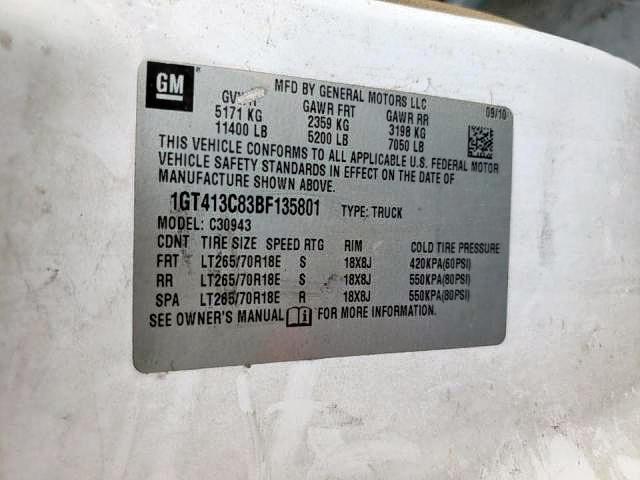 GM
MFD BY GENERAL MOTORS LLC
09/10
GAWR FRT GAWR RR
5171 KG 2359 KG 3198 KG
11400 LB 5200 LB 7050 LB
THIS VEHICLE CONFORMS TO ALL APPLICABLE U.S. FEDERAL MOTOR
VEHICLE SAFETY STANDARDS IN EFFECT ON THE DATE OF
MANUFACTURE SHOWN ABOVE.
1GT413C83BF135801 TYPE: TRUCK
MODEL: C30943
CDNT TIRE SIZE SPEED RTG RIM COLD TIRE PRESSURE
FRT LT265/70R18E S 18X8J 420KPA(60PSI)
RR LT265/70R18E S 18X8J 550KPA(80PSI)
SPA LT265/70R18E R 18X8J 550KPA(80PSI)
SEE OWNER'S MANUAL FOR MORE INFORMATION.